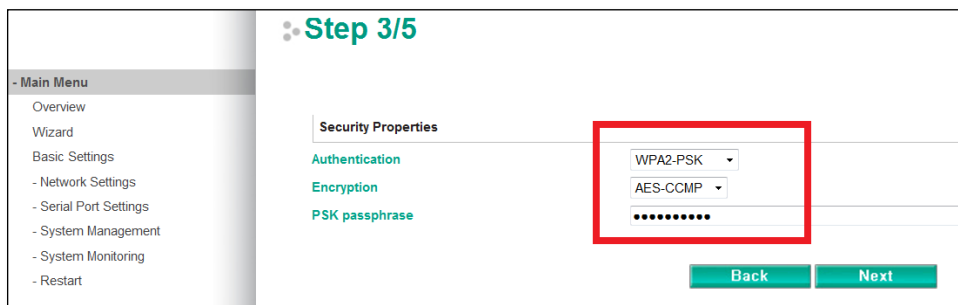 Step 3/5
- Main Menu
Overview
Wizard
Basic Settings
- Network Settings
- Serial Port Settings
- System Management
- System Monitoring
- Restart
Security Properties
Authentication WPA2-PSK
Encryption AES-CCMP
PSK passphrase ••••••••••
Back Next